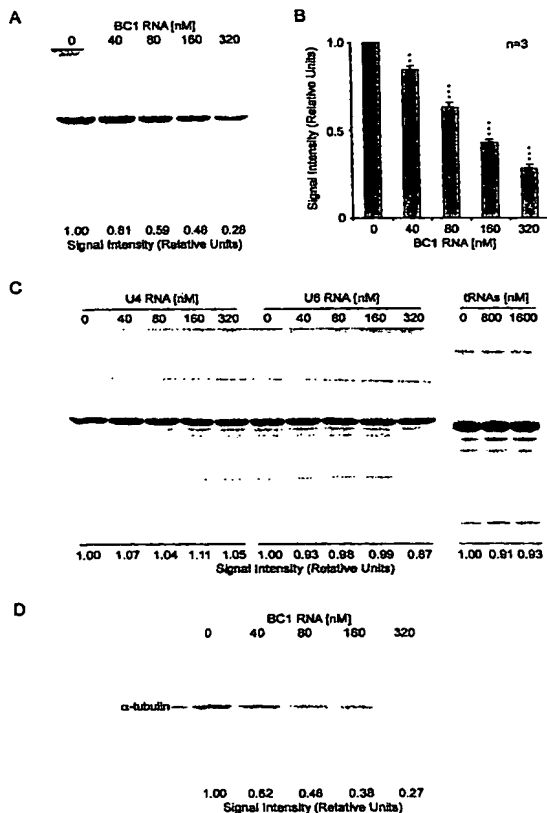 A
BC1 RNA [nM]
0 40 80 160 320
1.00 0.81 0.59 0.46 0.28
Signal Intensity (Relative Units)
B
n=3
1.0
0.5
0
Signal Intensity (Relative Units)
0 40 80 160 320
BC1 RNA [nM]
C
U4 RNA [nM] U6 RNA [nM] tRNAs [nM]
0 40 80 160 320 0 40 80 160 320 0 800 1600
1.00 1.07 1.04 1.11 1.05 1.00 0.93 0.98 0.99 0.87 1.00 0.91 0.93
Signal Intensity (Relative Units)
D
BC1 RNA [nM]
0 40 80 160 320
α-tubulin
1.00 0.62 0.48 0.38 0.27
Signal Intensity (Relative Units)